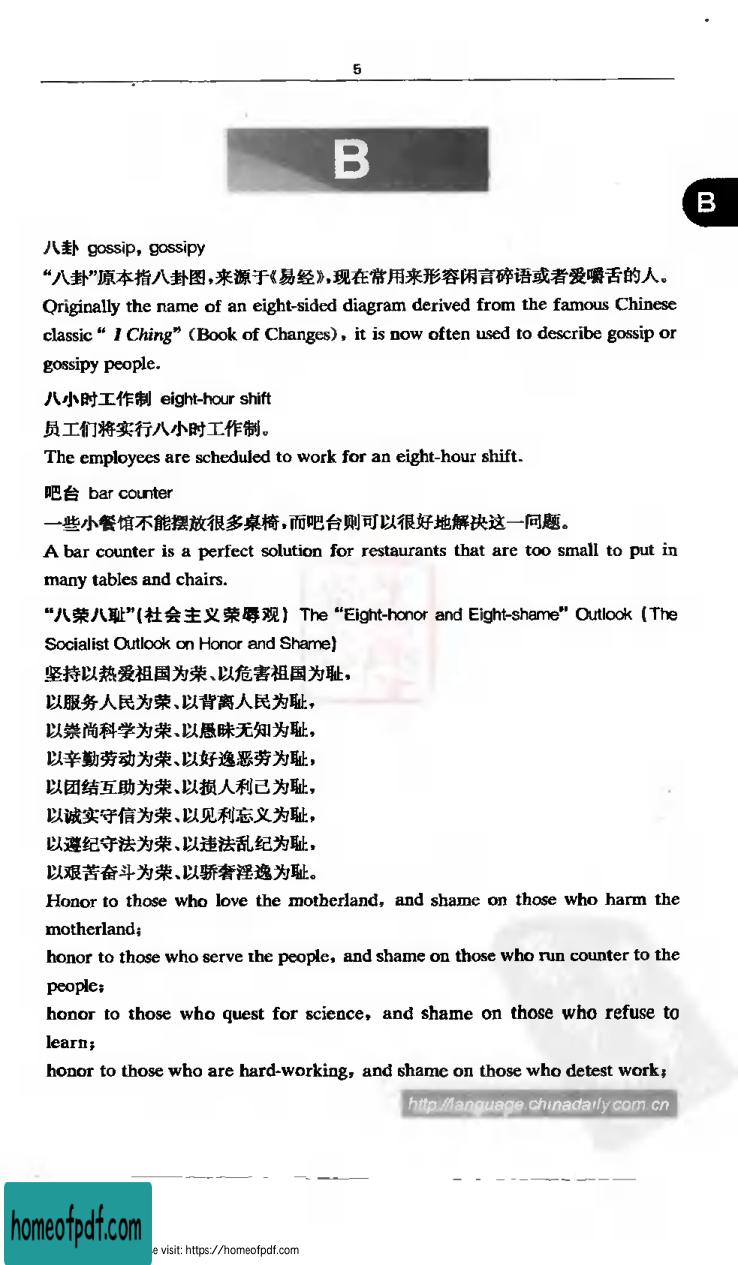 5
B
B
八卦 gossip, gossipy
“八卦”原本指八卦图,来源于《易经》,现在常用来形容闲言碎语或者爱嚼舌的人。
Originally the name of an eight-sided diagram derived from the famous Chinese
classic “ I Ching” (Book of Changes), it is now often used to describe gossip or
gossipy people.
八小时工作制 eight-hour shift
员工们将实行八小时工作制。
The employees are scheduled to work for an eight-hour shift.
吧台 bar counter
一些小餐馆不能摆放很多桌椅,而吧台则可以很好地解决这一问题。
A bar counter is a perfect solution for restaurants that are too small to put in
many tables and chairs.
“八荣八耻”(社会主义荣辱观) The “Eight-honor and Eight-shame” Outlook (The
Socialist Outlook on Honor and Shame)
坚持以热爱祖国为荣、以危害祖国为耻,
以服务人民为荣、以背离人民为耻,
以崇尚科学为荣、以愚昧无知为耻,
以辛勤劳动为荣、以好逸恶劳为耻,
以团结互助为荣、以损人利己为耻,
以诚实守信为荣、以见利忘义为耻,
以遵纪守法为荣、以违法乱纪为耻,
以艰苦奋斗为荣、以骄奢淫逸为耻。
Honor to those who love the motherland, and shame on those who harm the
motherland;
honor to those who serve the people, and shame on those who run counter to the
people;
honor to those who quest for science, and shame on those who refuse to
learn;
honor to those who are hard-working, and shame on those who detest work;
http://language.chinadaily.com.cn
homeofpdf.com
e visit: https://homeofpdf.com